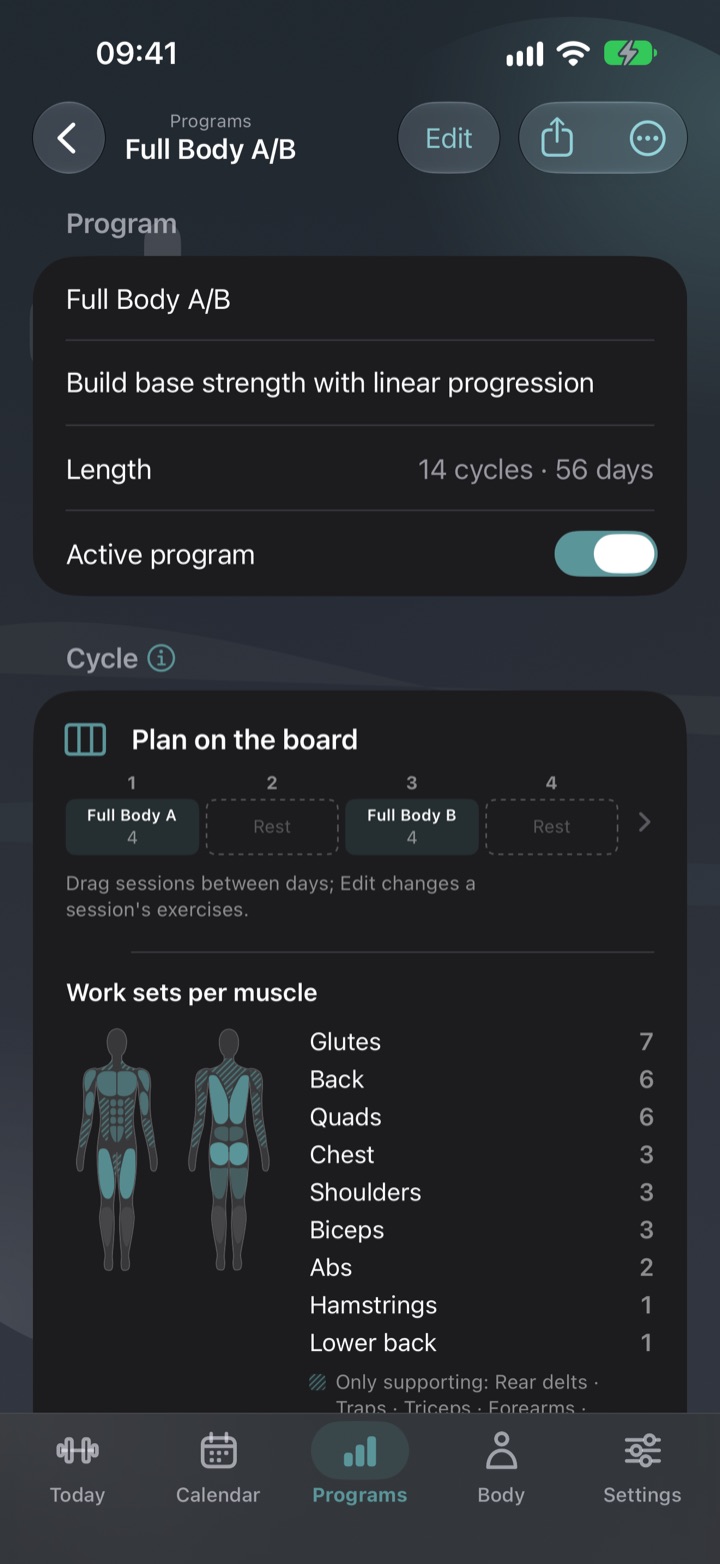 09:41
Programs
Full Body A/B
Edit
Program
Full Body A/B
Build base strength with linear progression
Length 14 cycles · 56 days
Active program
Cycle
Plan on the board
1 2 3 4
Full Body A
4
Rest
Full Body B
4
Rest
Drag sessions between days; Edit changes a
session's exercises.
Work sets per muscle
Glutes 7
Back 6
Quads 6
Chest 3
Shoulders 3
Biceps 3
Abs 2
Hamstrings 1
Lower back 1
Only supporting: Rear delts ·
Traps · Triceps · Forearms ·
Today
Calendar
Programs
Body
Settings